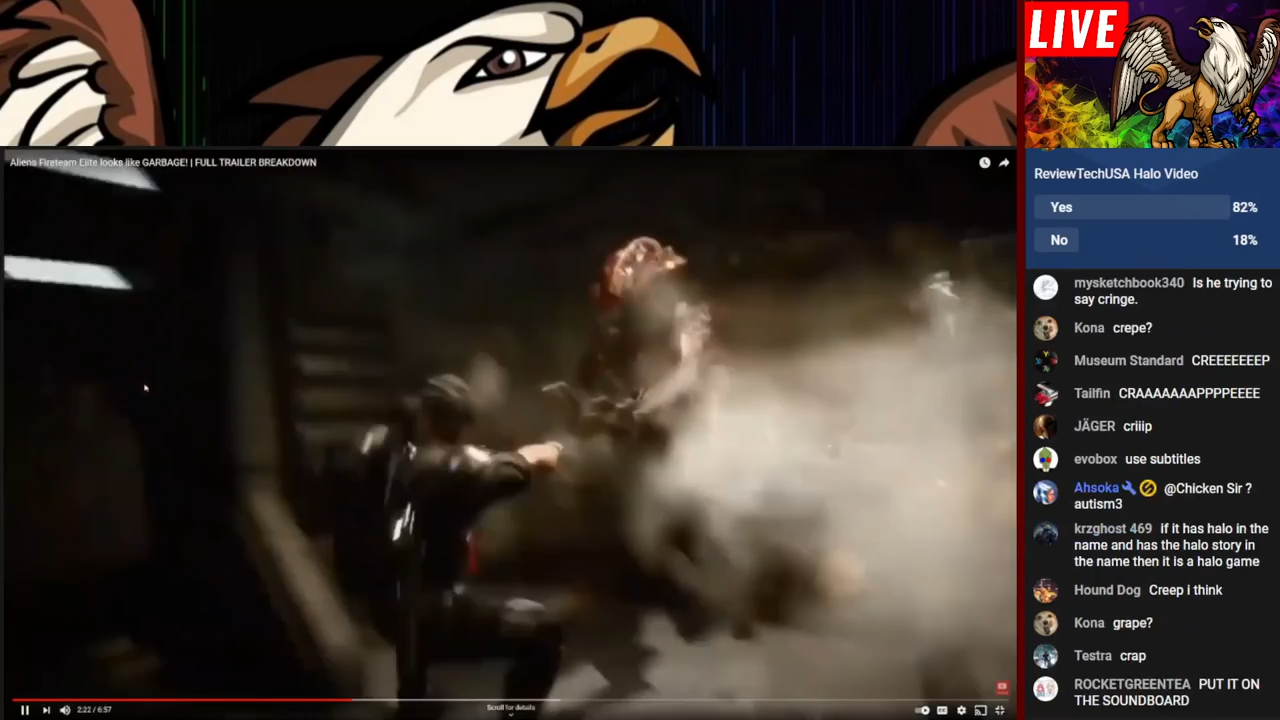 LIVE
Aliens Fireteam Elite looks like GARBAGE! | FULL TRAILER BREAKDOWN
ReviewTechUSA Halo Video
Yes 82%
No 18%
mysketchbook340 Is he trying to
say cringe.
Kona crepe?
Museum Standard CREEEEEEP
Tailfin CRAAAAAAPPPPEEEE
JÄGER criiip
evobox use subtitles
Ahsoka @Chicken Sir ?
autism3
krzghost 469 if it has halo in the
name and has the halo story in
the name then it is a halo game
Hound Dog Creep i think
Kona grape?
Testra crap
ROCKETGREENTEA PUT IT ON
THE SOUNDBOARD
2:22 / 6:57
Scroll for details